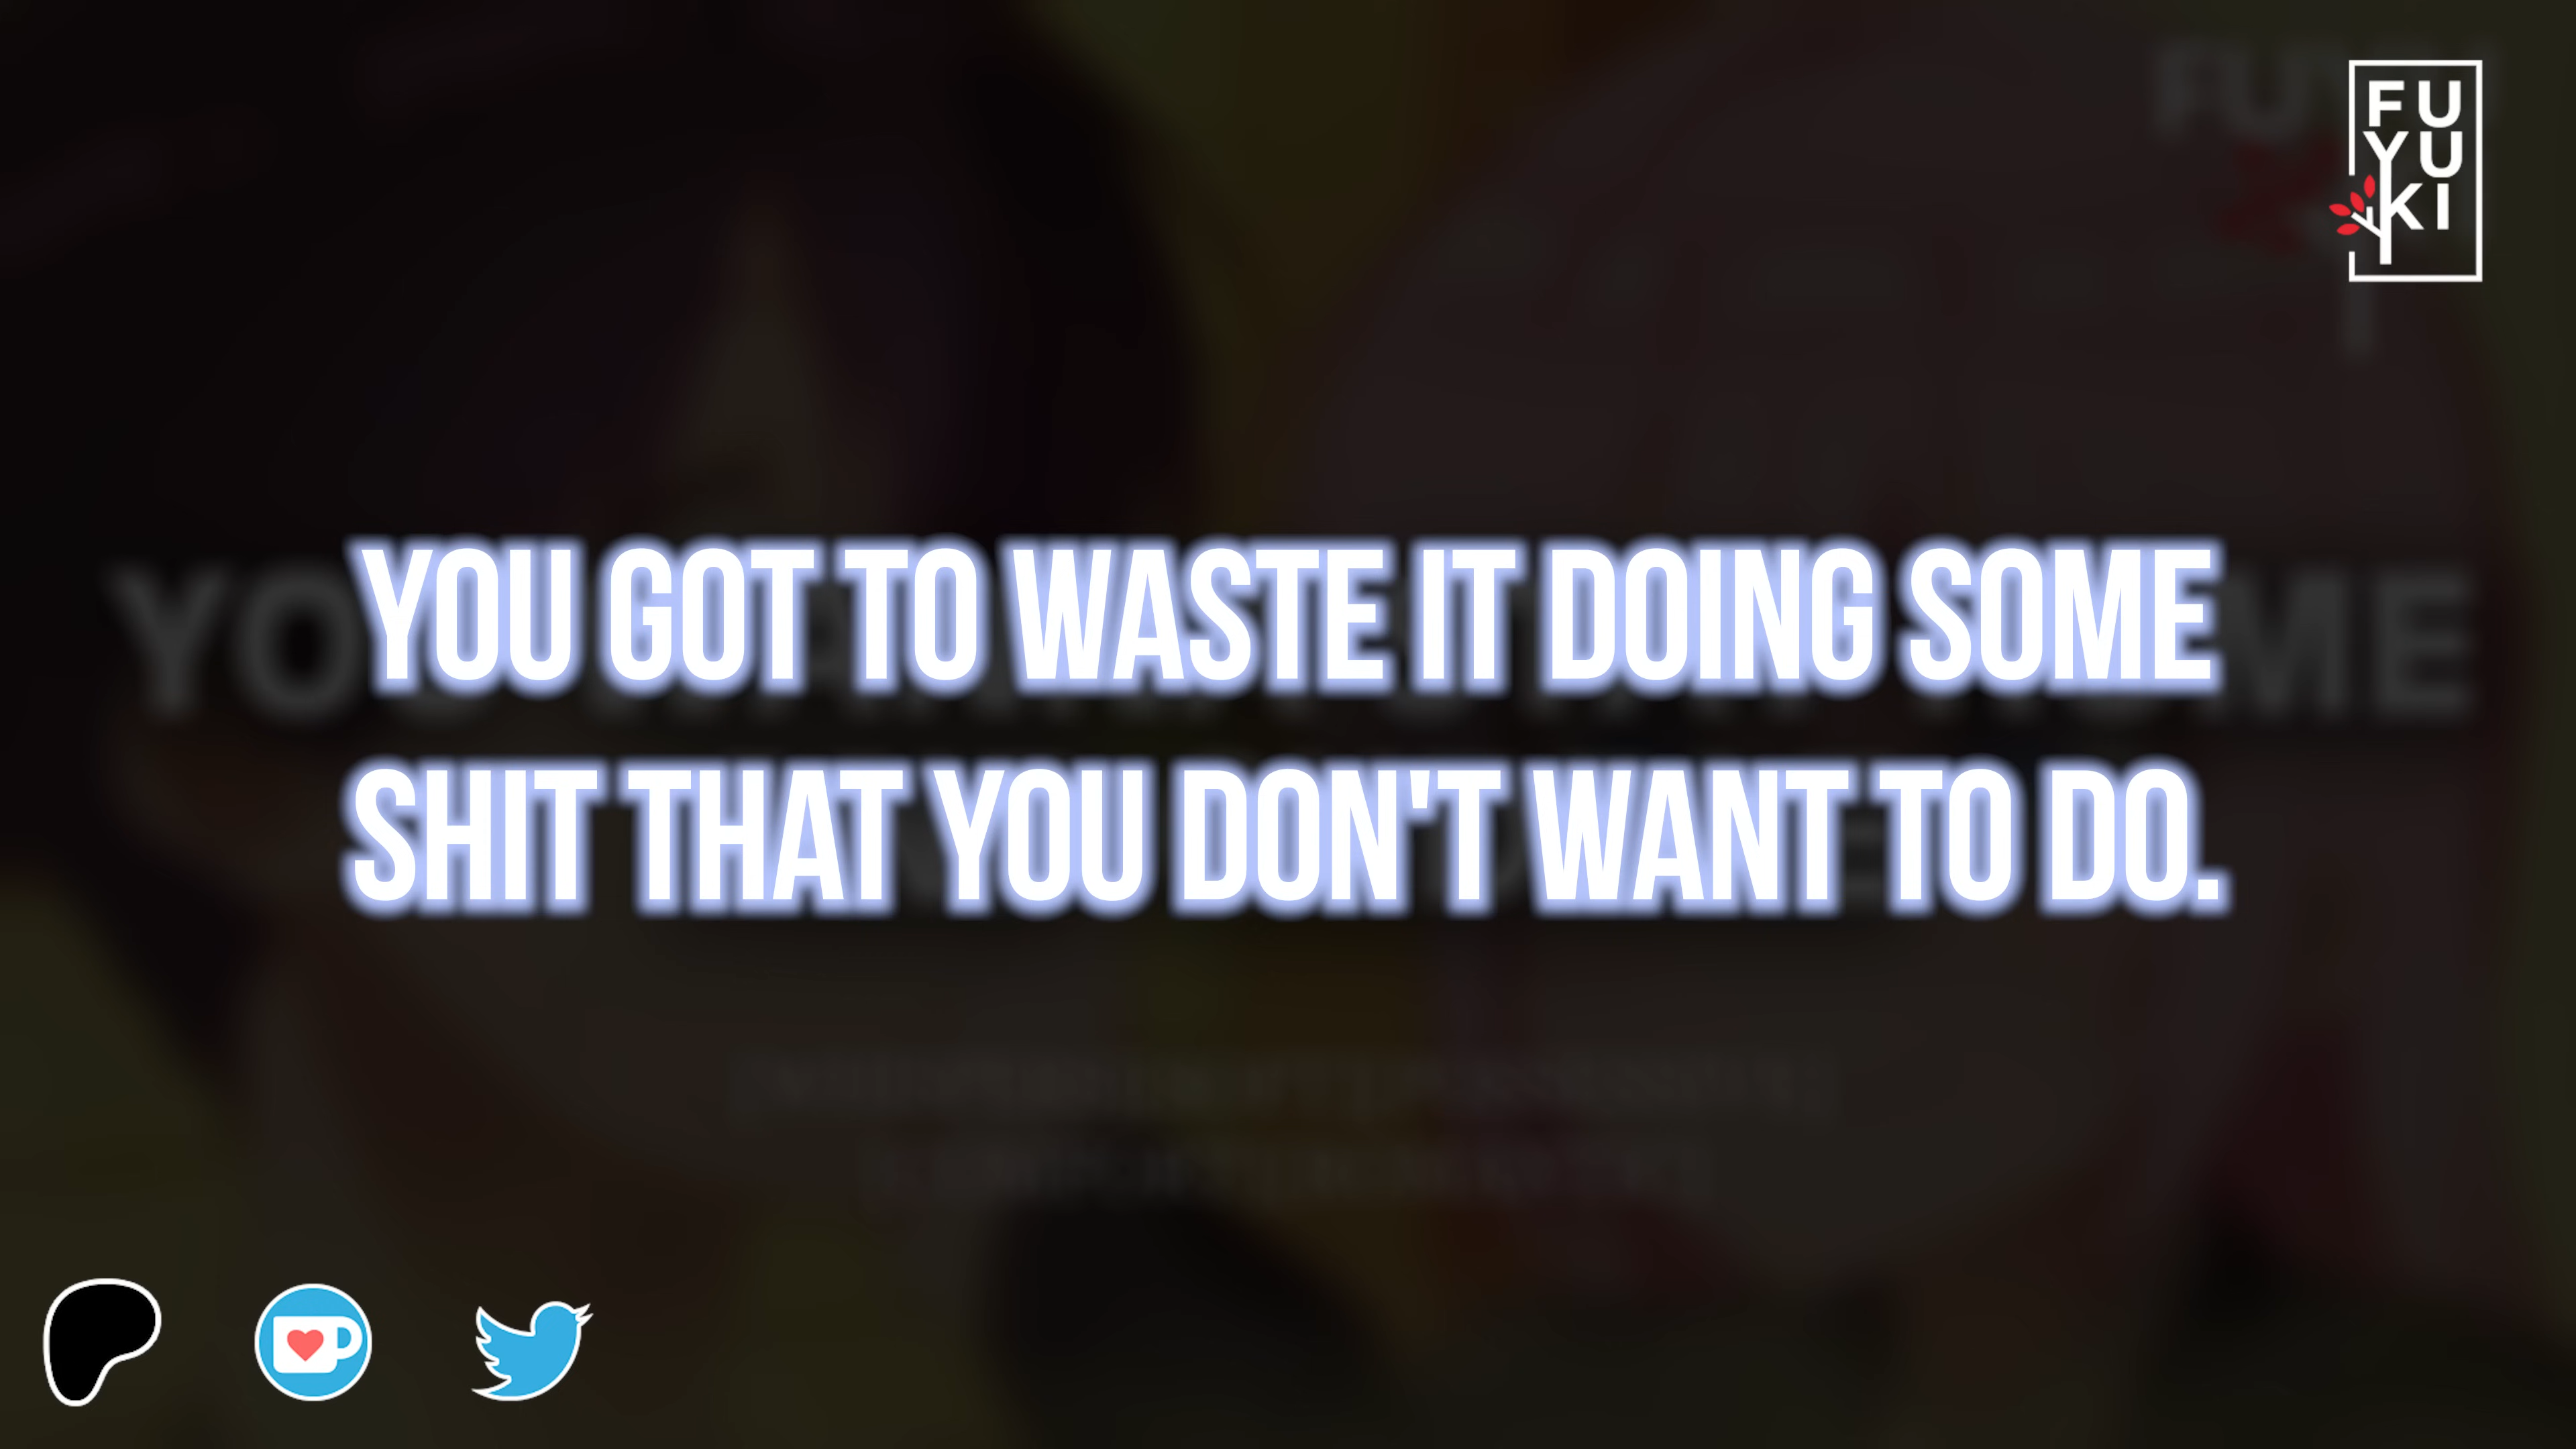 FU
YU
KI
YOU GOT TO WASTE IT DOING SOME
SHIT THAT YOU DON'T WANT TO DO.